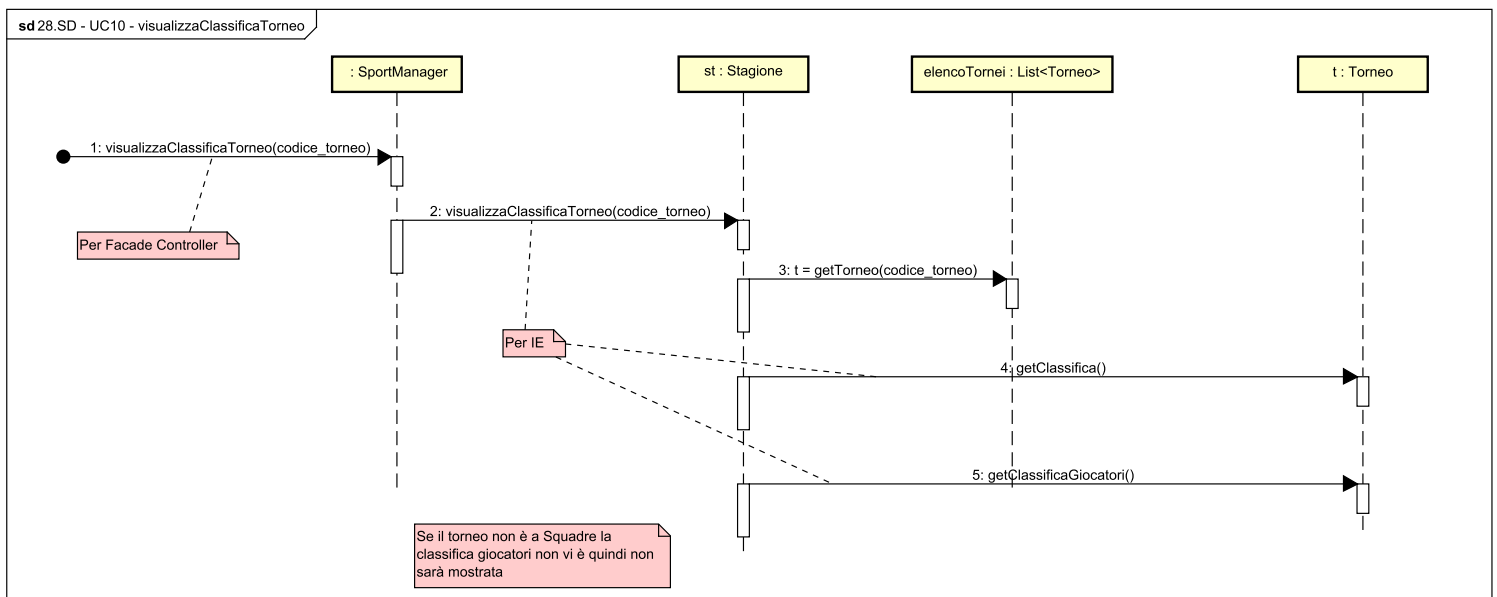 sd 28.SD - UC10 - visualizzaClassificaTorneo
: SportManager
st : Stagione
elencoTornei : List<Torneo>
t : Torneo
1: visualizzaClassificaTorneo(codice_torneo)
2: visualizzaClassificaTorneo(codice_torneo)
Per Facade Controller
3: t = getTorneo(codice_torneo)
Per IE
4: getClassifica()
5: getClassificaGiocatori()
Se il torneo non è a Squadre la
classifica giocatori non vi è quindi non
sarà mostrata